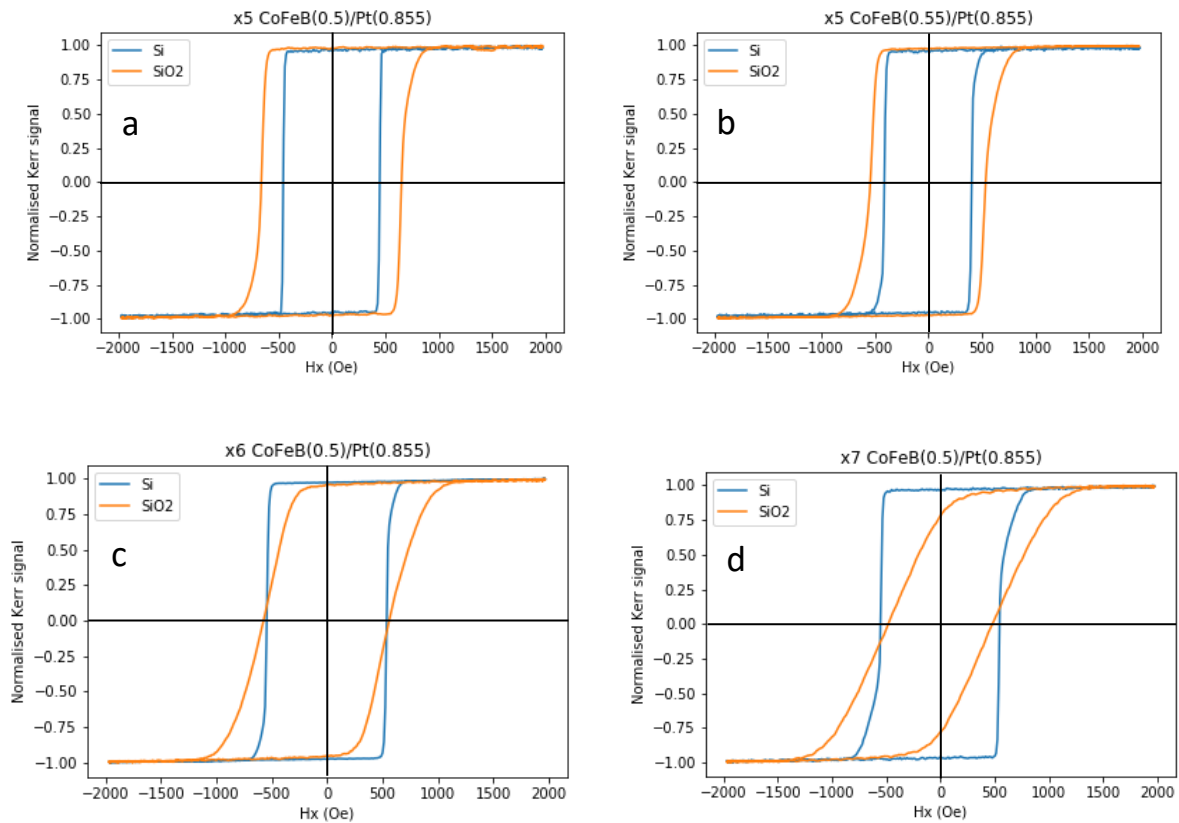 x5 CoFeB(0.5)/Pt(0.855)
1.00
0.75
0.50
0.25
0.00
−0.25
−0.50
−0.75
−1.00
Normalised Kerr signal
Si
SiO2
a
−2000 −1500 −1000 −500 0 500 1000 1500 2000
Hx (Oe)
x5 CoFeB(0.55)/Pt(0.855)
1.00
0.75
0.50
0.25
0.00
−0.25
−0.50
−0.75
−1.00
Normalised Kerr signal
Si
SiO2
b
−2000 −1500 −1000 −500 0 500 1000 1500 2000
Hx (Oe)
x6 CoFeB(0.5)/Pt(0.855)
1.00
0.75
0.50
0.25
0.00
−0.25
−0.50
−0.75
−1.00
Normalised Kerr signal
Si
SiO2
c
−2000 −1500 −1000 −500 0 500 1000 1500 2000
Hx (Oe)
x7 CoFeB(0.5)/Pt(0.855)
1.00
0.75
0.50
0.25
0.00
−0.25
−0.50
−0.75
−1.00
Normalised Kerr signal
Si
SiO2
d
−2000 −1500 −1000 −500 0 500 1000 1500 2000
Hx (Oe)